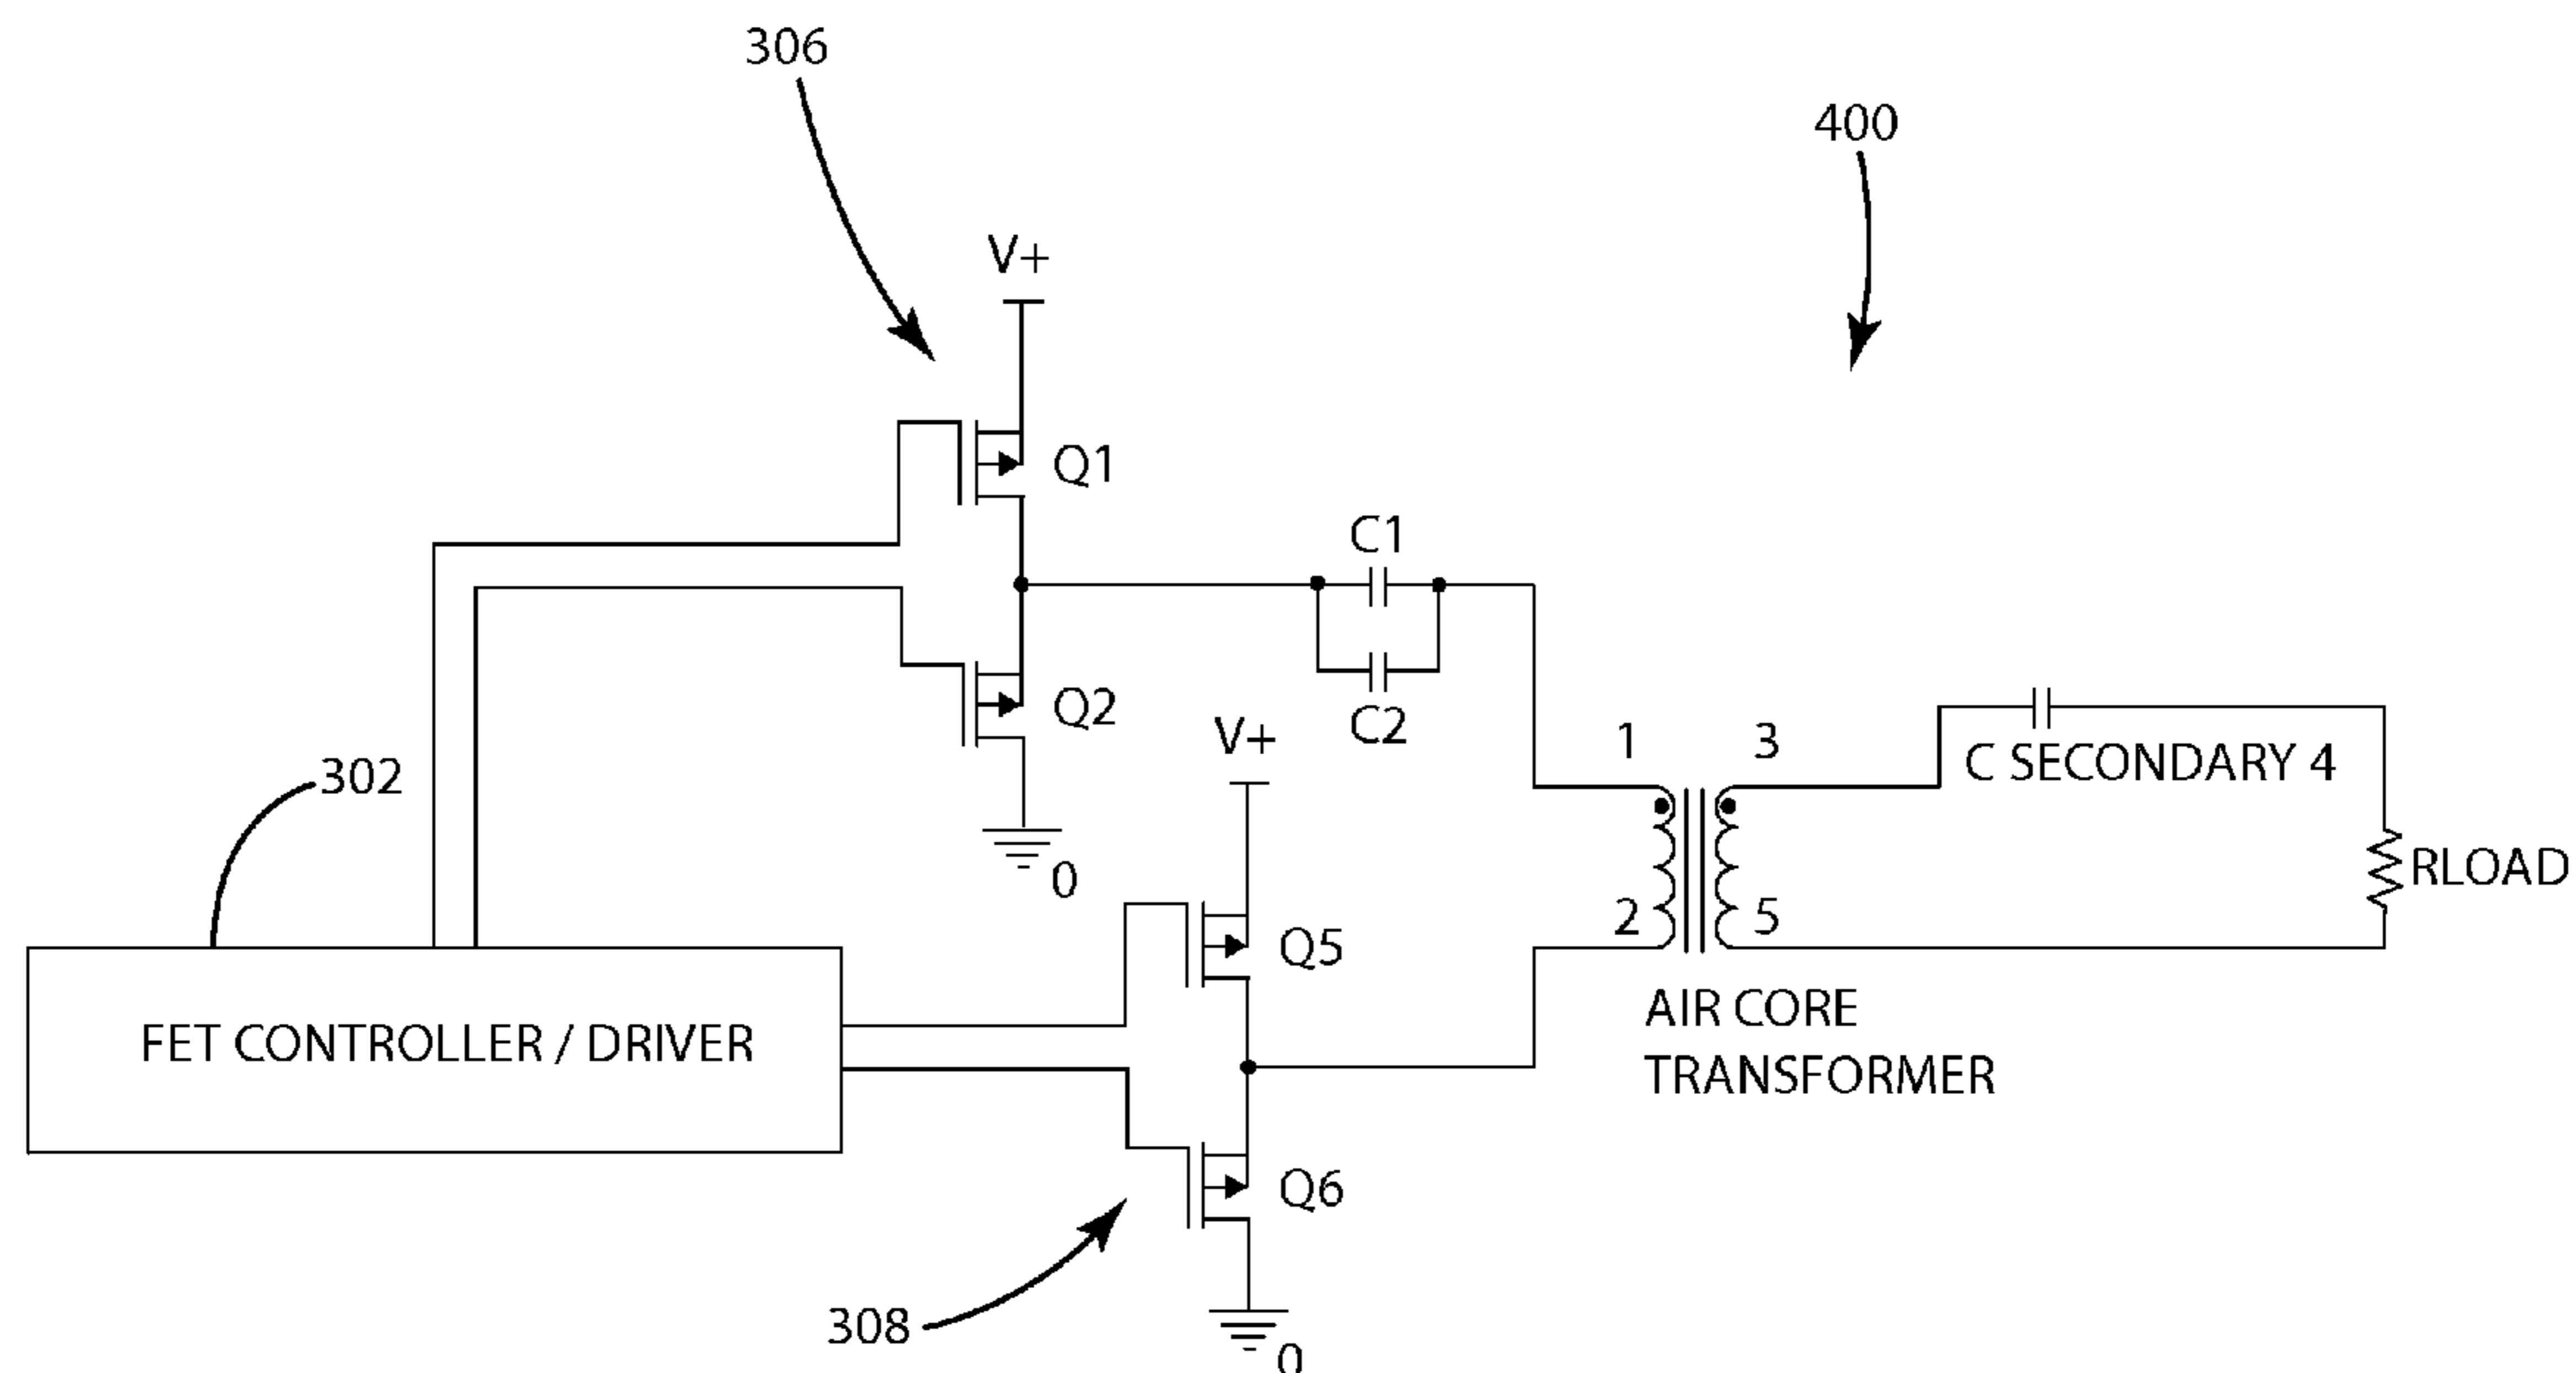 306
400
V+
Q1
C1
Q2
C2
V+
1
3
C SECONDARY 4
302
0
RLOAD
2
5
Q5
AIR CORE
TRANSFORMER
FET CONTROLLER / DRIVER
Q6
308
0